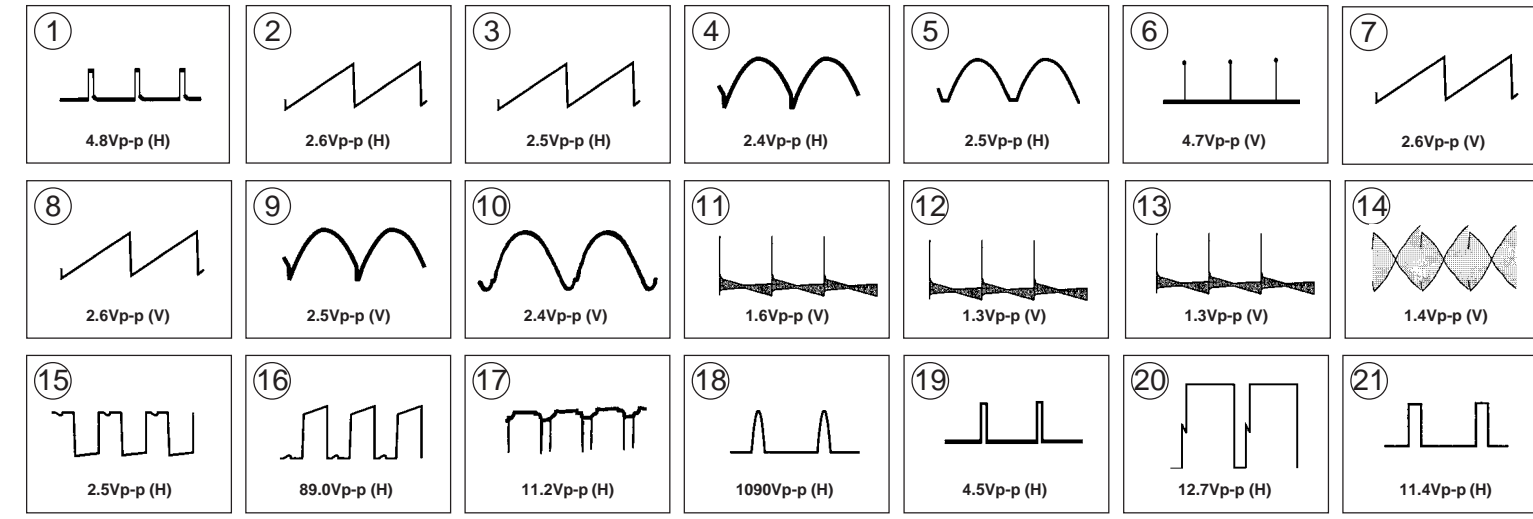 1 2 3 4 5 6 7
4.8Vp-p (H) 2.6Vp-p (H) 2.5Vp-p (H) 2.4Vp-p (H) 2.5Vp-p (H) 4.7Vp-p (V) 2.6Vp-p (V)
8 9 10 11 12 13 14
2.6Vp-p (V) 2.5Vp-p (V) 2.4Vp-p (V) 1.6Vp-p (V) 1.3Vp-p (V) 1.3Vp-p (V) 1.4Vp-p (V)
15 16 17 18 19 20 21
2.5Vp-p (H) 89.0Vp-p (H) 11.2Vp-p (H) 1090Vp-p (H) 4.5Vp-p (H) 12.7Vp-p (H) 11.4Vp-p (H)